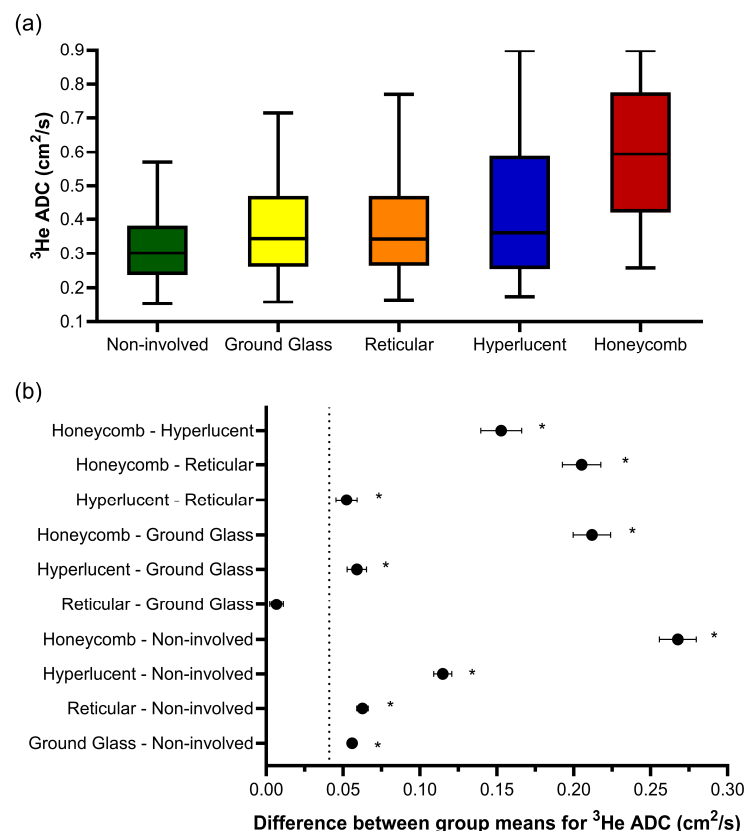 (a)
³He ADC (cm²/s)
0.9
0.8
0.7
0.6
0.5
0.4
0.3
0.2
0.1
Non-involved Ground Glass Reticular Hyperlucent Honeycomb
(b)
Honeycomb - Hyperlucent *
Honeycomb - Reticular *
Hyperlucent - Reticular *
Honeycomb - Ground Glass *
Hyperlucent - Ground Glass *
Reticular - Ground Glass
Honeycomb - Non-involved *
Hyperlucent - Non-involved *
Reticular - Non-involved *
Ground Glass - Non-involved *
0.00 0.05 0.10 0.15 0.20 0.25 0.30
Difference between group means for ³He ADC (cm²/s)